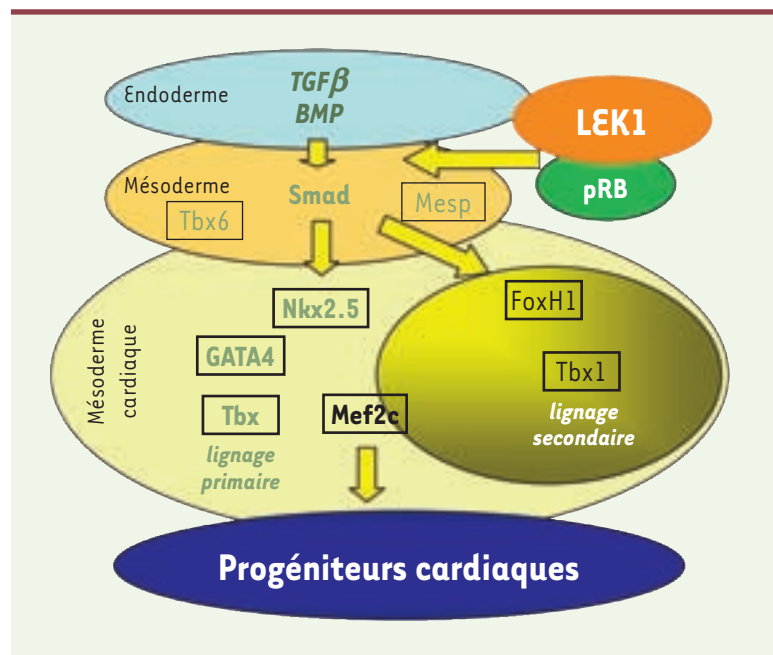 Endoderme
TGFβ
BMP
LEK1
pRB
Mésoderme
Tbx6
Smad
Mesp
Mésoderme
cardiaque
Nkx2.5
GATA4
Tbx
lignage
primaire
Mef2c
FoxH1
Tbx1
lignage
secondaire
Progéniteurs cardiaques